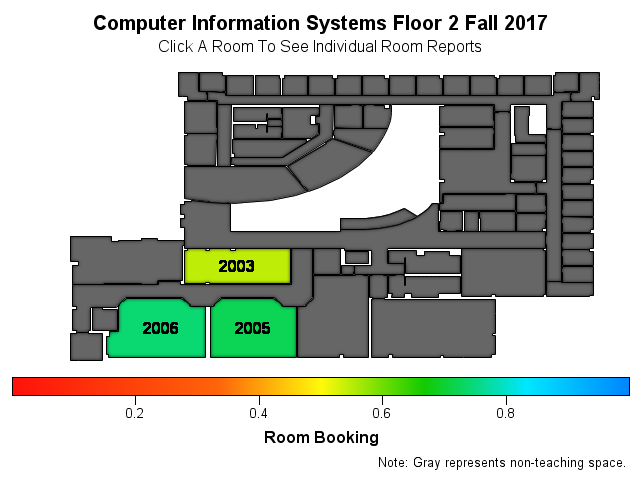 Computer Information Systems Floor 2 Fall 2017
Click A Room To See Individual Room Reports
2003
2006 2005
0.2 0.4 0.6 0.8
Room Booking
Note: Gray represents non-teaching space.